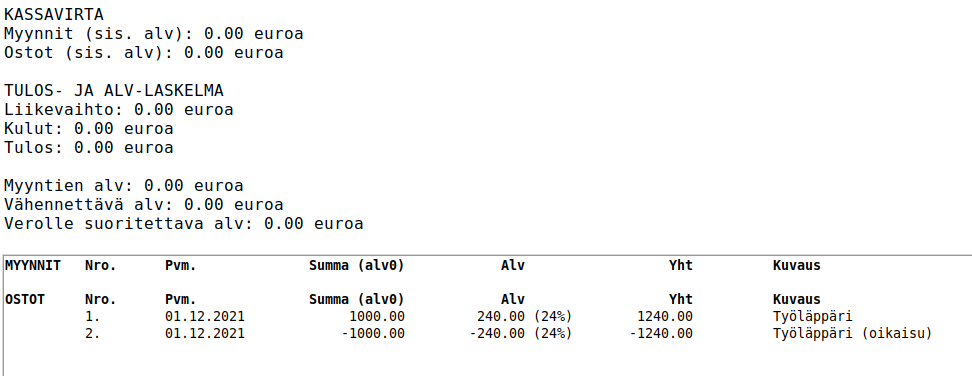 KASSAVIRTA
Myynnit (sis. alv): 0.00 euroa
Ostot (sis. alv): 0.00 euroa
TULOS- JA ALV-LASKELMA
Liikevaihto: 0.00 euroa
Kulut: 0.00 euroa
Tulos: 0.00 euroa
Myyntien alv: 0.00 euroa
Vähennettävä alv: 0.00 euroa
Verolle suoritettava alv: 0.00 euroa
MYYNNIT Nro. Pvm. Summa (alv0) Alv Yht Kuvaus
OSTOT Nro. Pvm. Summa (alv0) Alv Yht Kuvaus
1. 01.12.2021 1000.00 240.00 (24%) 1240.00 Työläppäri
2. 01.12.2021 -1000.00 -240.00 (24%) -1240.00 Työläppäri (oikaisu)